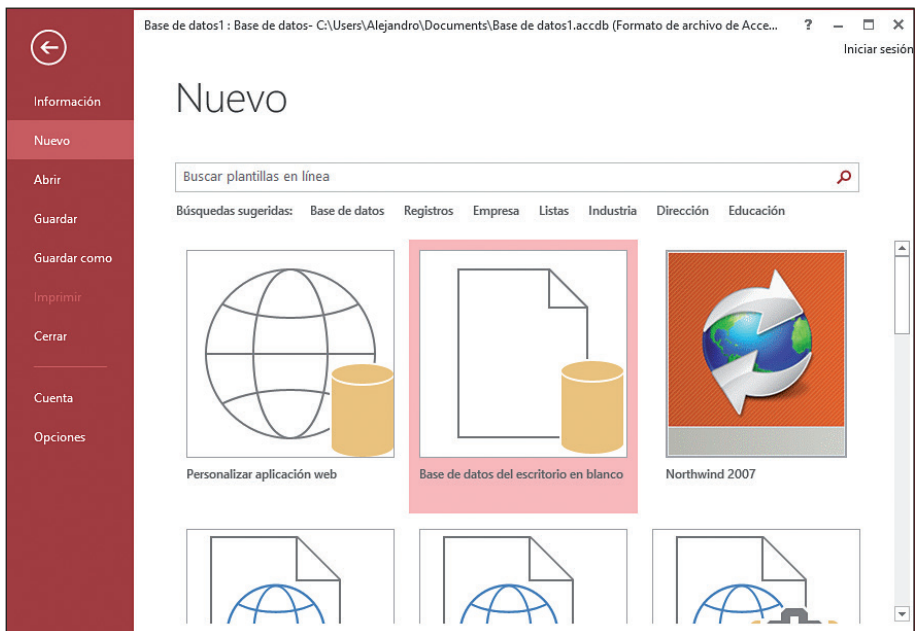 Base de datos1 : Base de datos- C:\Users\Alejandro\Documents\Base de datos1.accdb (Formato de archivo de Acce... ?
Iniciar sesión
Información
Nuevo
Abrir
Guardar
Guardar como
Imprimir
Cerrar
Cuenta
Opciones
Nuevo
Buscar plantillas en línea
Búsquedas sugeridas: Base de datos Registros Empresa Listas Industria Dirección Educación
Personalizar aplicación web
Base de datos del escritorio en blanco
Northwind 2007